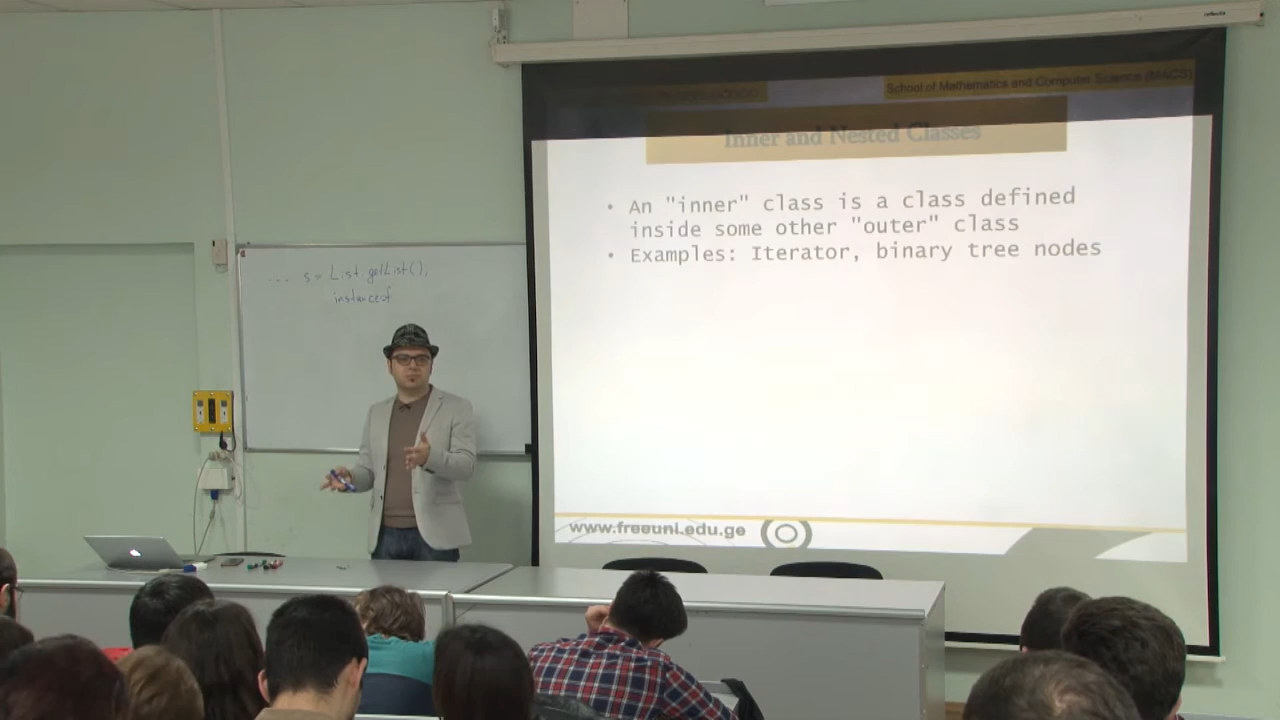 School of Mathematics and Computer Science (MACS)
Inner and Nested Classes
• An "inner" class is a class defined
inside some other "outer" class
• Examples: Iterator, binary tree nodes
www.freeuni.edu.ge
... s = List.getList();
instanceof